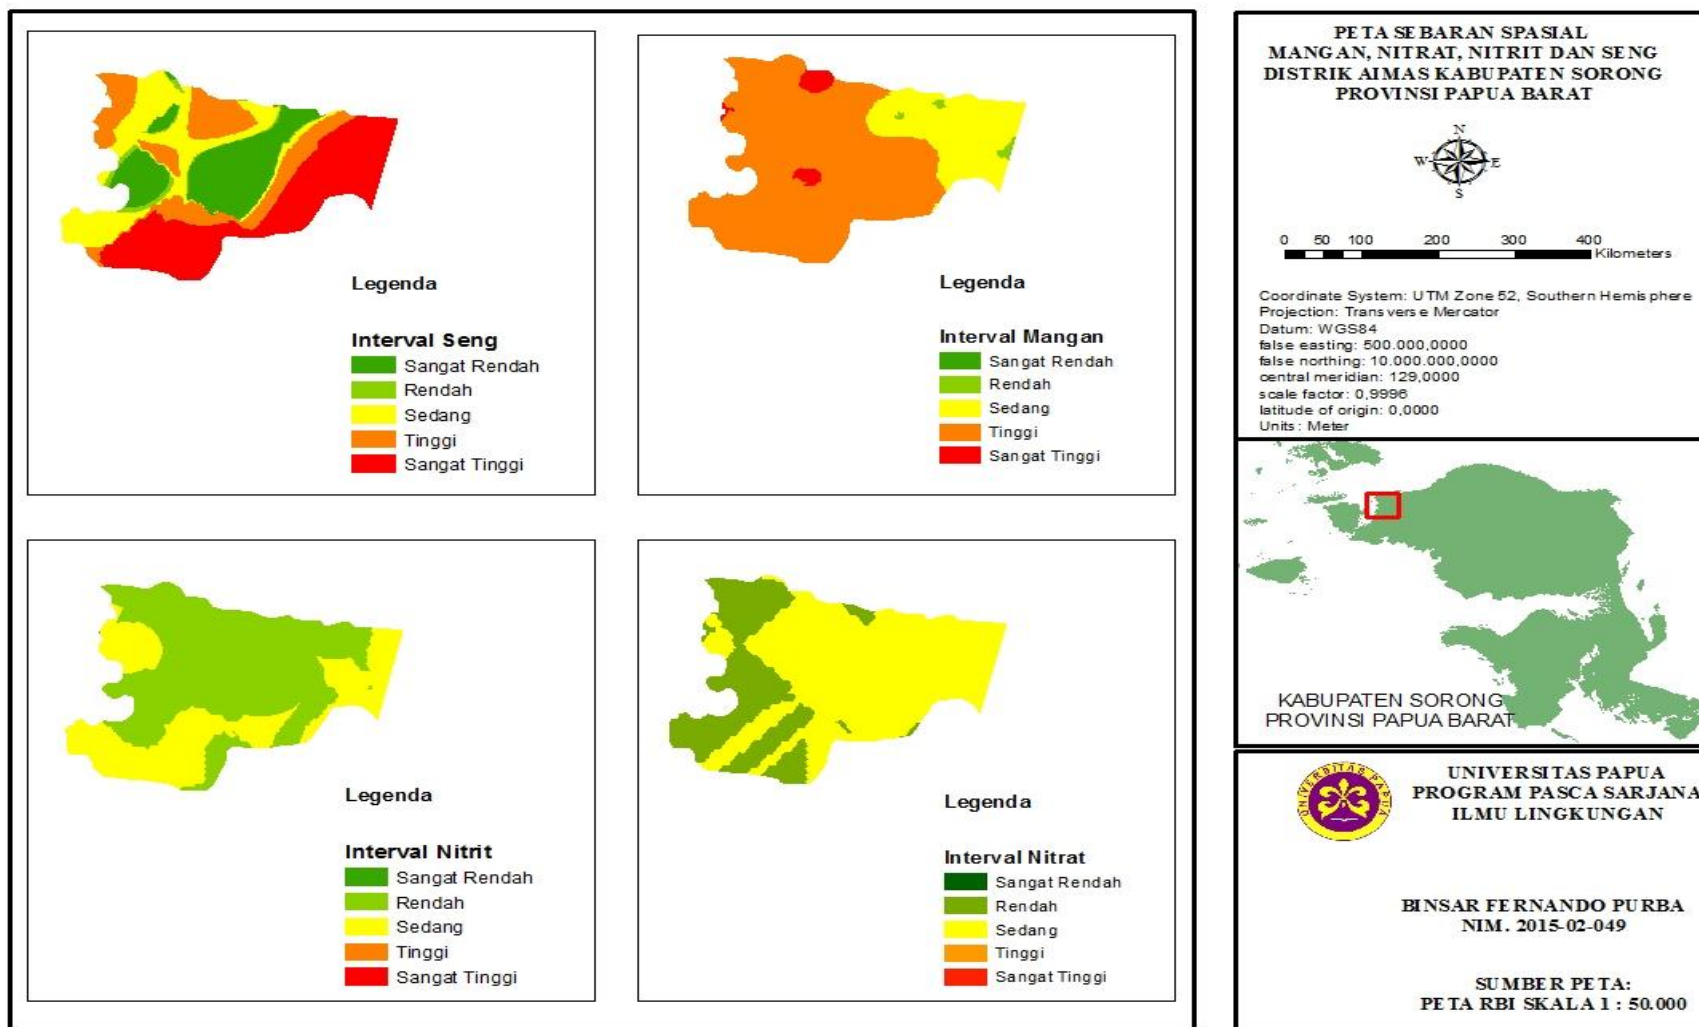 Legenda
Interval Seng
Sangat Rendah
Rendah
Sedang
Tinggi
Sangat Tinggi
Legenda
Interval Mangan
Sangat Rendah
Rendah
Sedang
Tinggi
Sangat Tinggi
Legenda
Interval Nitrit
Sangat Rendah
Rendah
Sedang
Tinggi
Sangat Tinggi
Legenda
Interval Nitrat
Sangat Rendah
Rendah
Sedang
Tinggi
Sangat Tinggi
PETA SEBARAN SPASIAL
MANGAN, NITRAT, NITRIT DAN SENG
DISTRIK AIMAS KABUPATEN SORONG
PROVINSI PAPUA BARAT
N
W E
S
0 50 100 200 300 400
Kilometers
Coordinate System: UTM Zone 52, Southern Hemisphere
Projection: Transverse Mercator
Datum: WGS84
false easting: 500.000,0000
false northing: 10.000.000,0000
central meridian: 129,0000
scale factor: 0,9996
latitude of origin: 0,0000
Units: Meter
KABUPATEN SORONG
PROVINSI PAPUA BARAT
UNIVERSITAS PAPUA
UNIVERSITAS PAPUA
PROGRAM PASCA SARJANA
ILMU LINGKUNGAN
BINSAR FERNANDO PURBA
NIM. 2015-02-049
SUMBER PETA:
PETA RBI SKALA 1 : 50.000